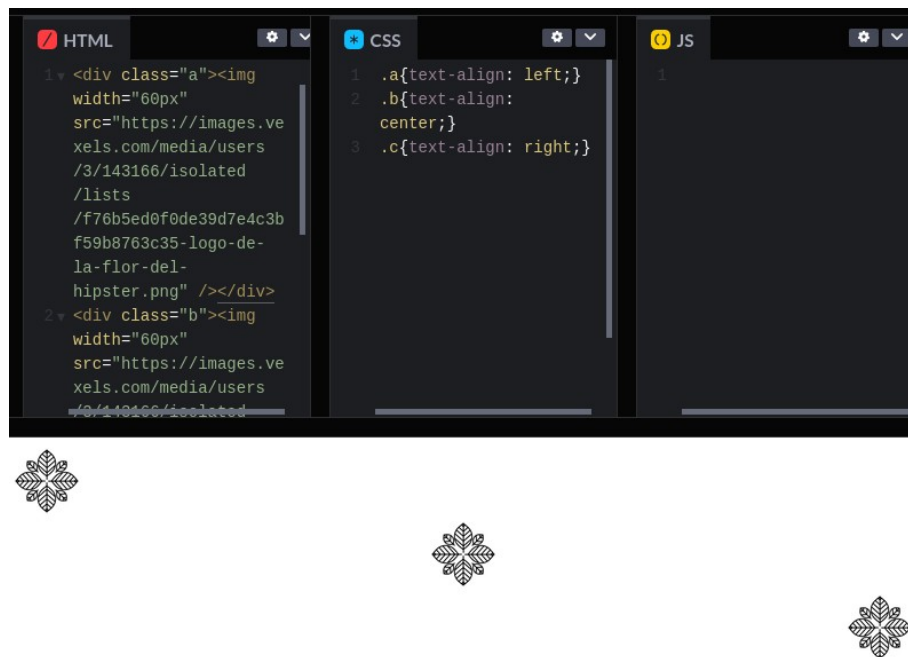 HTML
1 <div class="a"><img
width="60px"
src="https://images.ve
xels.com/media/users
/3/143166/isolated
/lists
/f76b5ed0f0de39d7e4c3b
f59b8763c35-logo-de-
la-flor-del-
hipster.png" /></div>
2 <div class="b"><img
width="60px"
src="https://images.ve
xels.com/media/users
/3/143166/isolated
CSS
1 .a{text-align: left;}
2 .b{text-align:
center;}
3 .c{text-align: right;}
JS
1